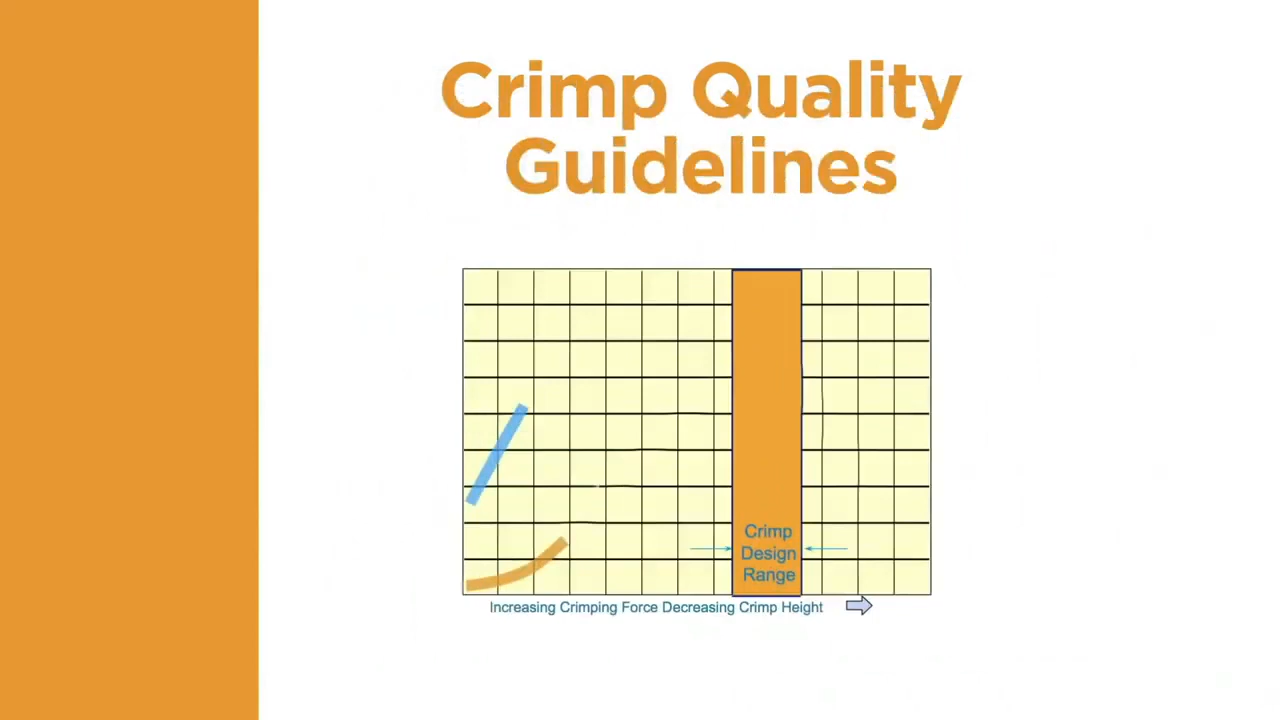 Crimp Quality
Guidelines
Crimp
Design
Range
Increasing Crimping Force Decreasing Crimp Height